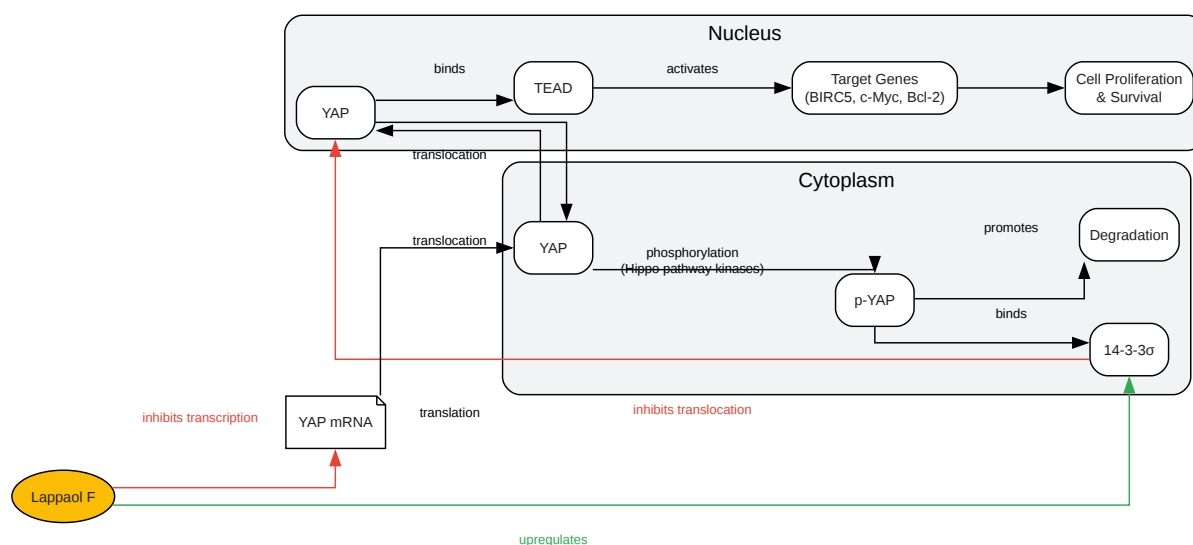 Nucleus
binds
activates
TEAD
Target Genes
(BIRC5, c-Myc, Bcl-2)
Cell Proliferation
& Survival
YAP
translocation
Cytoplasm
translocation
YAP
phosphorylation
(Hippo pathway kinases)
promotes
Degradation
p-YAP
binds
14-3-3σ
inhibits transcription
YAP mRNA
translation
inhibits translocation
Lappaol F
upregulates